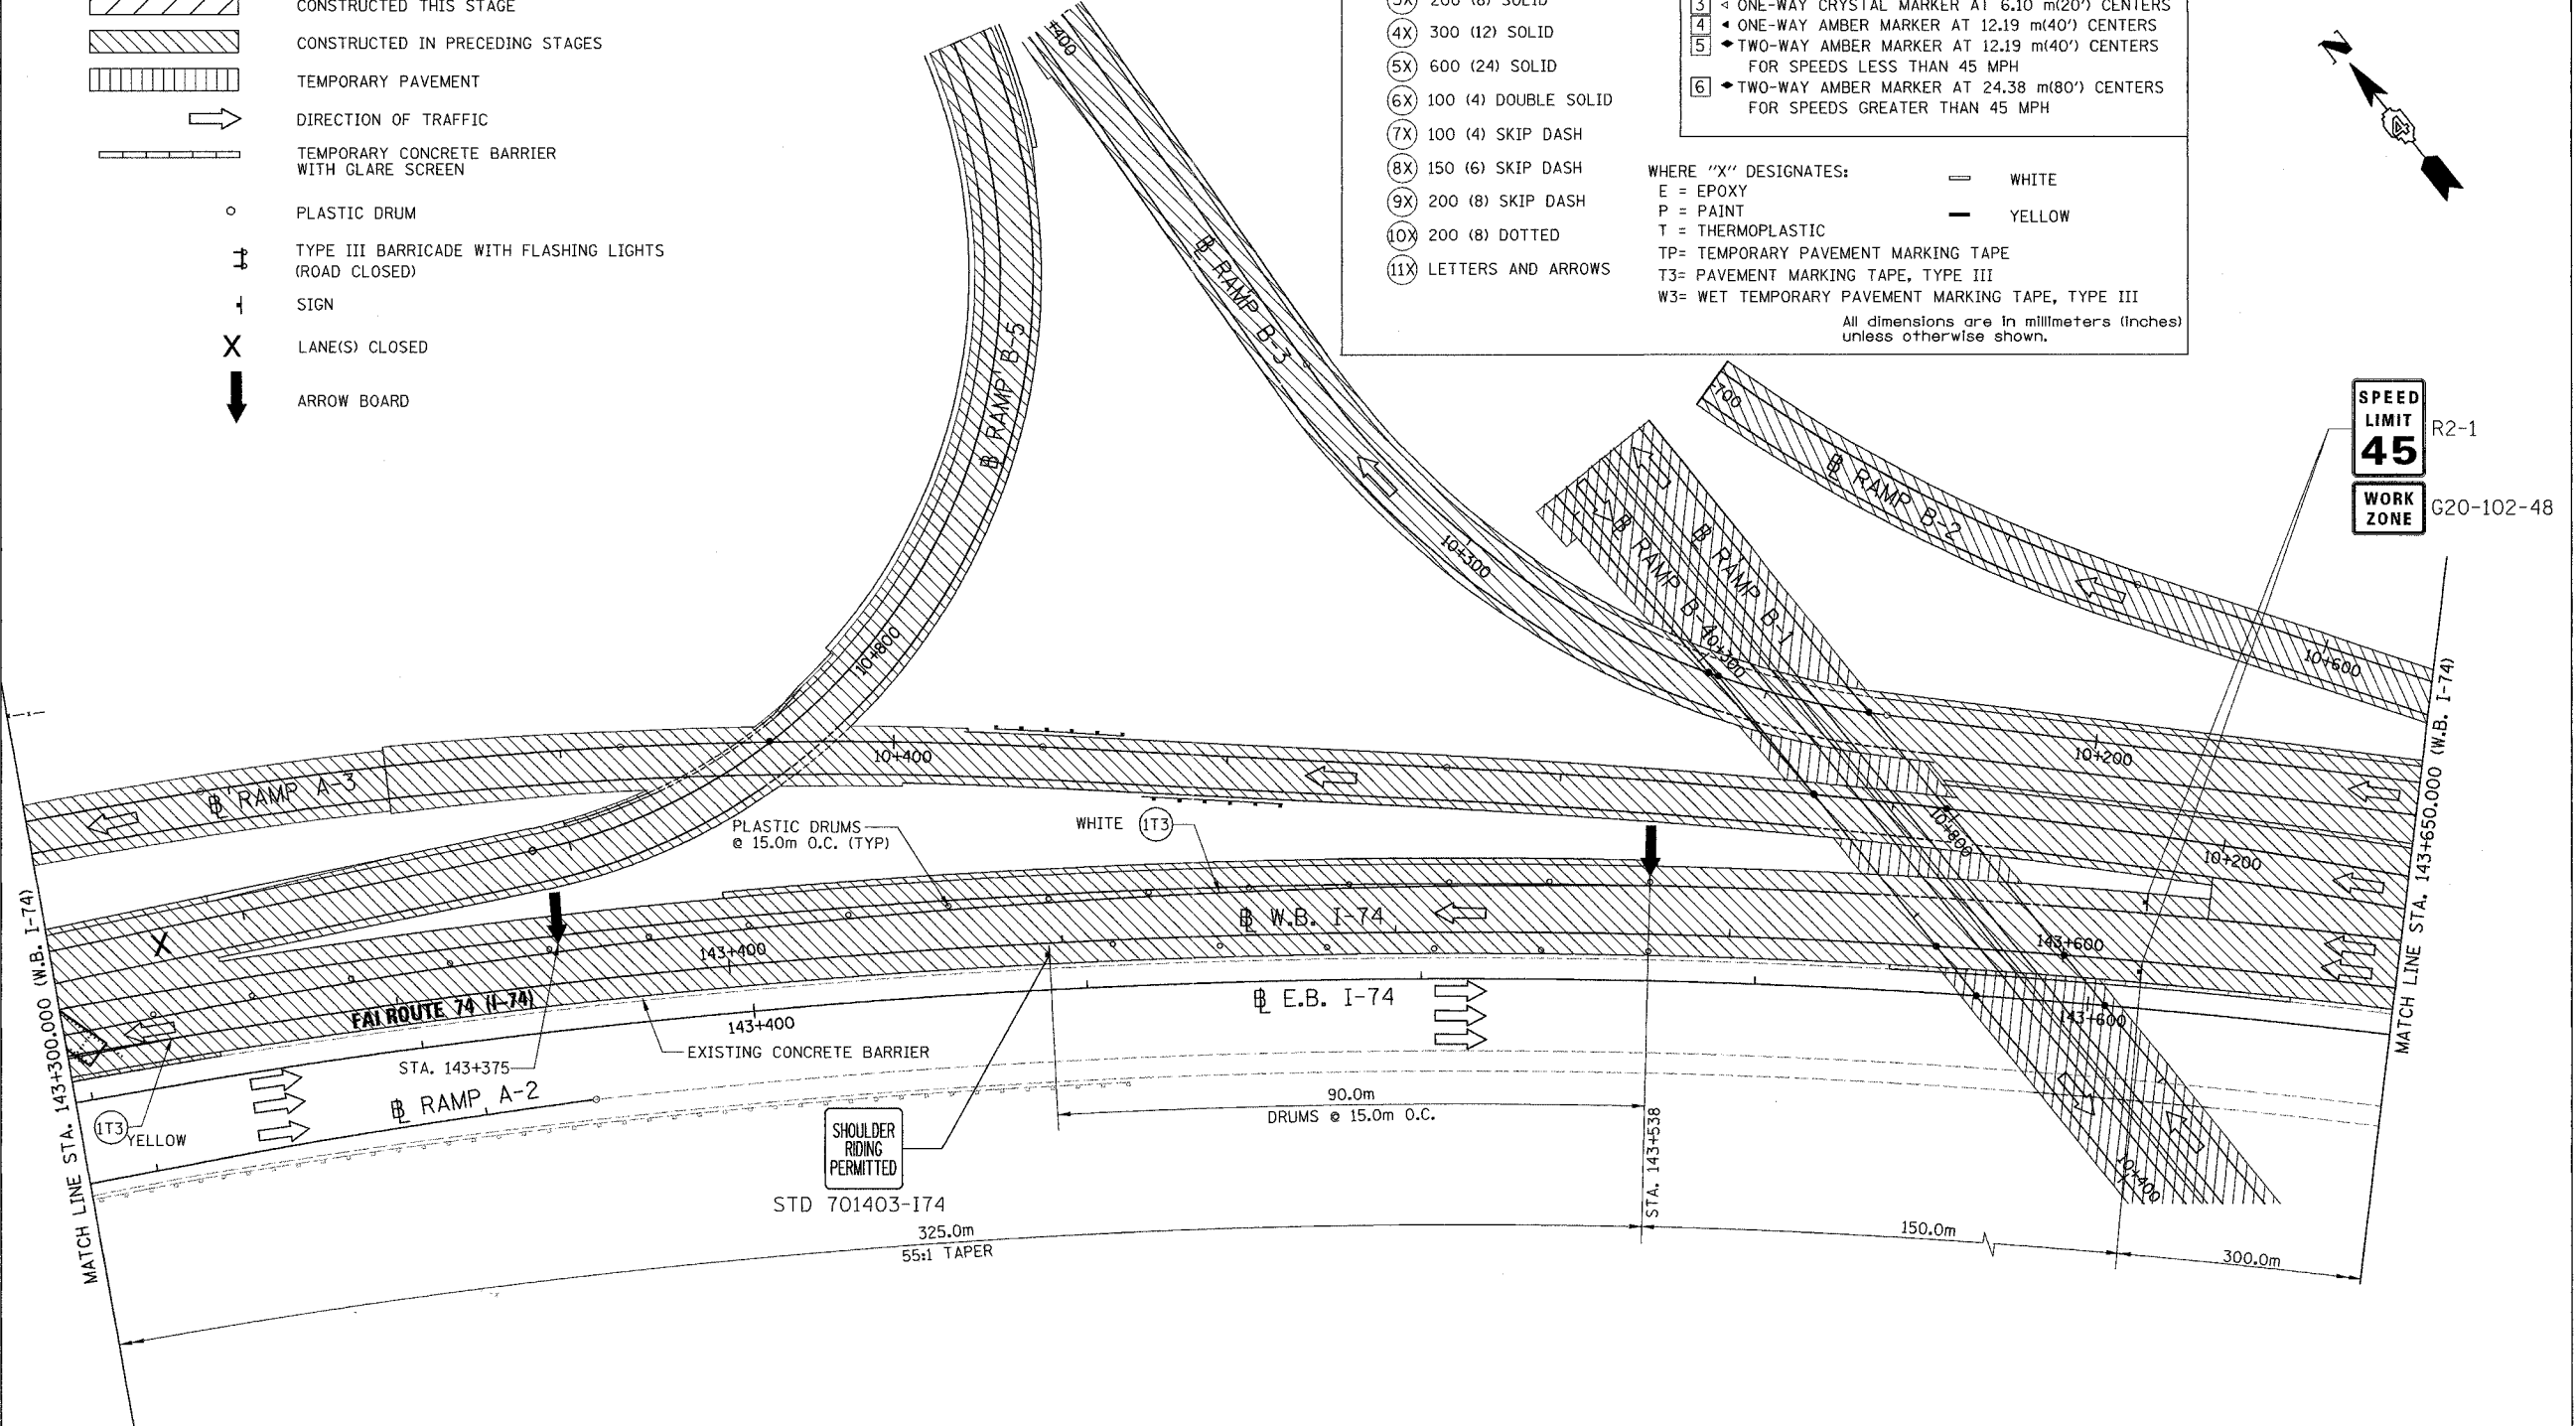 CONSTRUCTED THIS STAGE
CONSTRUCTED IN PRECEDING STAGES
TEMPORARY PAVEMENT
DIRECTION OF TRAFFIC
TEMPORARY CONCRETE BARRIER
WITH GLARE SCREEN
PLASTIC DRUM
TYPE III BARRICADE WITH FLASHING LIGHTS
(ROAD CLOSED)
SIGN
X LANE(S) CLOSED
ARROW BOARD
3X 200 (8) SOLID
4X 300 (12) SOLID
5X 600 (24) SOLID
6X 100 (4) DOUBLE SOLID
7X 100 (4) SKIP DASH
8X 150 (6) SKIP DASH
9X 200 (8) SKIP DASH
10X 200 (8) DOTTED
11X LETTERS AND ARROWS
3 ONE-WAY CRYSTAL MARKER AT 6.10 m(20') CENTERS
4 ONE-WAY AMBER MARKER AT 12.19 m(40') CENTERS
5 TWO-WAY AMBER MARKER AT 12.19 m(40') CENTERS
FOR SPEEDS LESS THAN 45 MPH
6 TWO-WAY AMBER MARKER AT 24.38 m(80') CENTERS
FOR SPEEDS GREATER THAN 45 MPH
WHERE "X" DESIGNATES:
E = EPOXY
P = PAINT
T = THERMOPLASTIC
TP= TEMPORARY PAVEMENT MARKING TAPE
T3= PAVEMENT MARKING TAPE, TYPE III
W3= WET TEMPORARY PAVEMENT MARKING TAPE, TYPE III
WHITE
YELLOW
All dimensions are in millimeters (inches)
unless otherwise shown.
N
SPEED
LIMIT
45
R2-1
WORK
ZONE
G20-102-48
+400
℄ RAMP B-5
℄ RAMP B-3
+700
℄ RAMP B-2
℄ RAMP B-1
℄ RAMP B-4
10+300
10+300
10+600
10+800
10+400
10+200
10+800
10+200
℄ RAMP A-3
PLASTIC DRUMS
@ 15.0m O.C. (TYP)
WHITE 1T3
X
℄ W.B. I-74
143+400
143+600
FAI ROUTE 74 (I-74)
℄ E.B. I-74
143+400
143+600
EXISTING CONCRETE BARRIER
STA. 143+375
℄ RAMP A-2
1T3 YELLOW
90.0m
DRUMS @ 15.0m O.C.
SHOULDER
RIDING
PERMITTED
STD 701403-I74
STA. 143+538
10+400
325.0m
55:1 TAPER
150.0m
300.0m
MATCH LINE STA. 143+300.000 (W.B. I-74)
MATCH LINE STA. 143+650.000 (W.B. I-74)